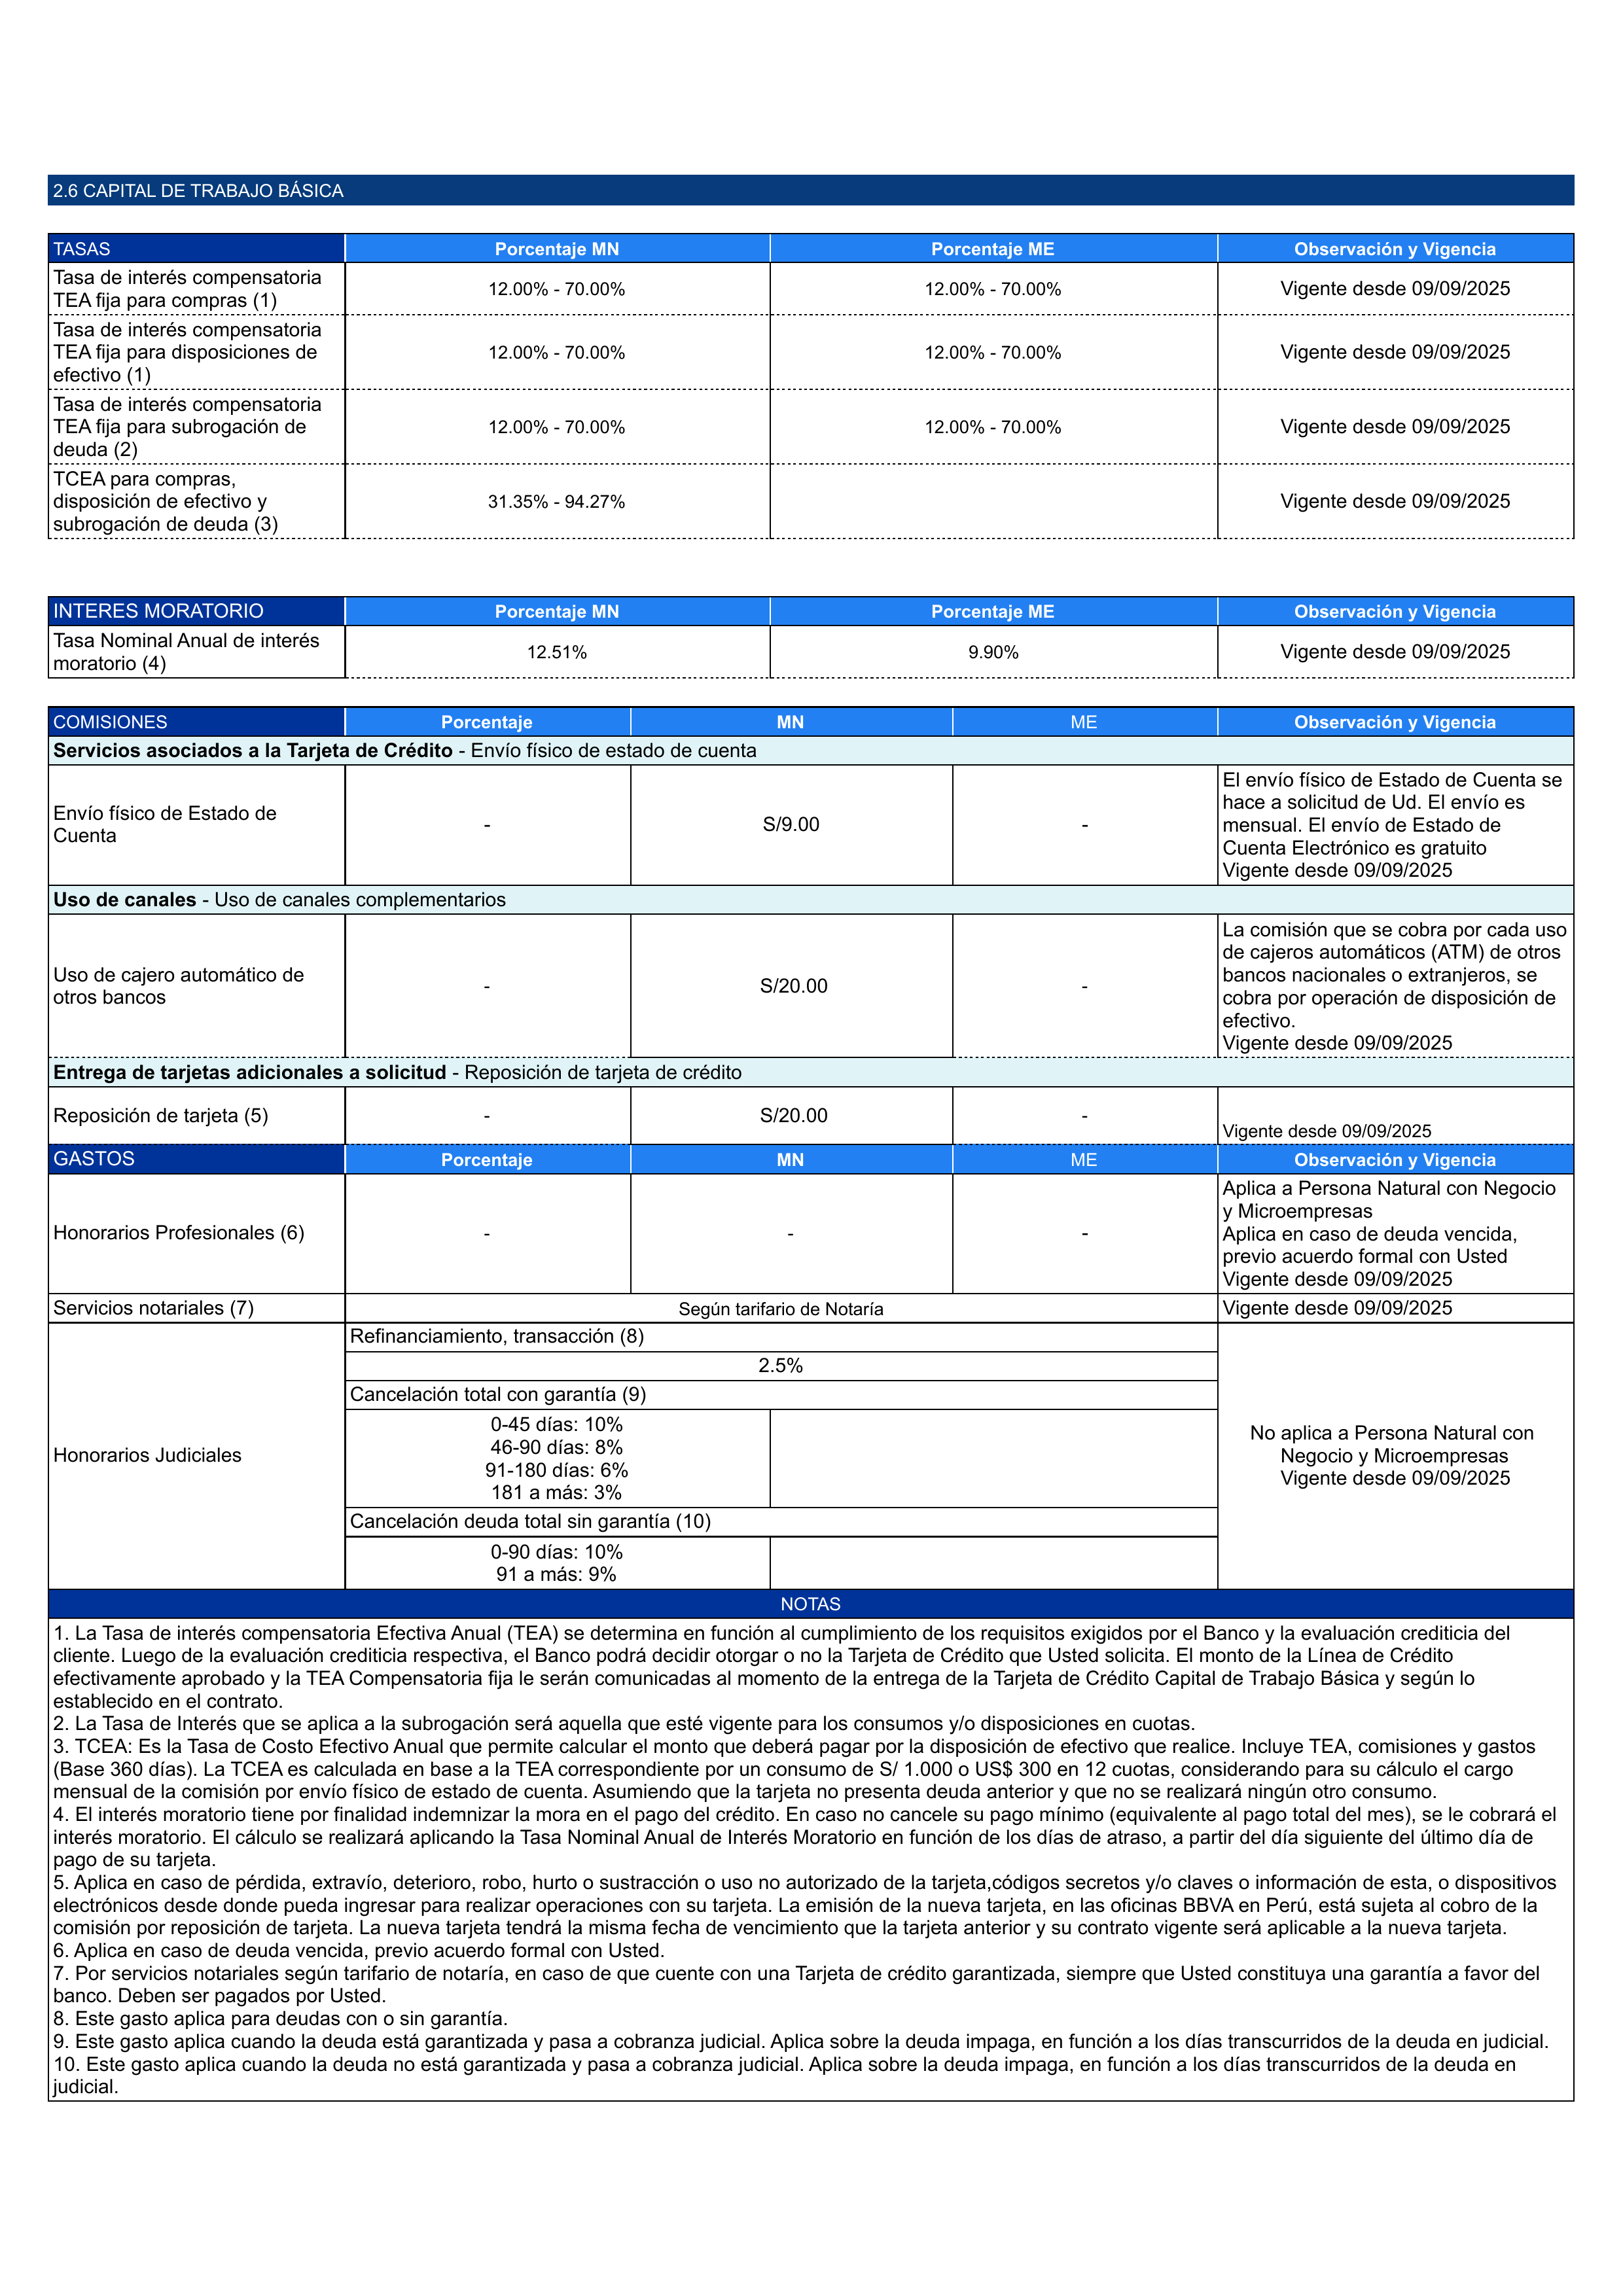 2.6 CAPITAL DE TRABAJO BÁSICA
TASAS Porcentaje MN Porcentaje ME Observación y Vigencia
Tasa de interés compensatoria
TEA fija para compras (1) 12.00% - 70.00% 12.00% - 70.00% Vigente desde 09/09/2025
Tasa de interés compensatoria
TEA fija para disposiciones de
efectivo (1) 12.00% - 70.00% 12.00% - 70.00% Vigente desde 09/09/2025
Tasa de interés compensatoria
TEA fija para subrogación de
deuda (2) 12.00% - 70.00% 12.00% - 70.00% Vigente desde 09/09/2025
TCEA para compras,
disposición de efectivo y
subrogación de deuda (3) 31.35% - 94.27% Vigente desde 09/09/2025
INTERES MORATORIO Porcentaje MN Porcentaje ME Observación y Vigencia
Tasa Nominal Anual de interés
moratorio (4) 12.51% 9.90% Vigente desde 09/09/2025
COMISIONES Porcentaje MN ME Observación y Vigencia
Servicios asociados a la Tarjeta de Crédito - Envío físico de estado de cuenta
Envío físico de Estado de
Cuenta - S/9.00 -
El envío físico de Estado de Cuenta se
hace a solicitud de Ud. El envío es
mensual. El envío de Estado de
Cuenta Electrónico es gratuito
Vigente desde 09/09/2025
Uso de canales - Uso de canales complementarios
Uso de cajero automático de
otros bancos - S/20.00 -
La comisión que se cobra por cada uso
de cajeros automáticos (ATM) de otros
bancos nacionales o extranjeros, se
cobra por operación de disposición de
efectivo.
Vigente desde 09/09/2025
Entrega de tarjetas adicionales a solicitud - Reposición de tarjeta de crédito
Reposición de tarjeta (5) - S/20.00 - Vigente desde 09/09/2025
GASTOS Porcentaje MN ME Observación y Vigencia
Honorarios Profesionales (6) - - -
Aplica a Persona Natural con Negocio
y Microempresas
Aplica en caso de deuda vencida,
previo acuerdo formal con Usted
Vigente desde 09/09/2025
Servicios notariales (7) Según tarifario de Notaría Vigente desde 09/09/2025
Honorarios Judiciales
Refinanciamiento, transacción (8)
2.5%
Cancelación total con garantía (9)
0-45 días: 10%
46-90 días: 8%
91-180 días: 6%
181 a más: 3%
Cancelación deuda total sin garantía (10)
0-90 días: 10%
91 a más: 9%
No aplica a Persona Natural con
Negocio y Microempresas
Vigente desde 09/09/2025
NOTAS
1. La Tasa de interés compensatoria Efectiva Anual (TEA) se determina en función al cumplimiento de los requisitos exigidos por el Banco y la evaluación crediticia del
cliente. Luego de la evaluación crediticia respectiva, el Banco podrá decidir otorgar o no la Tarjeta de Crédito que Usted solicita. El monto de la Línea de Crédito
efectivamente aprobado y la TEA Compensatoria fija le serán comunicadas al momento de la entrega de la Tarjeta de Crédito Capital de Trabajo Básica y según lo
establecido en el contrato.
2. La Tasa de Interés que se aplica a la subrogación será aquella que esté vigente para los consumos y/o disposiciones en cuotas.
3. TCEA: Es la Tasa de Costo Efectivo Anual que permite calcular el monto que deberá pagar por la disposición de efectivo que realice. Incluye TEA, comisiones y gastos
(Base 360 días). La TCEA es calculada en base a la TEA correspondiente por un consumo de S/ 1.000 o US$ 300 en 12 cuotas, considerando para su cálculo el cargo
mensual de la comisión por envío físico de estado de cuenta. Asumiendo que la tarjeta no presenta deuda anterior y que no se realizará ningún otro consumo.
4. El interés moratorio tiene por finalidad indemnizar la mora en el pago del crédito. En caso no cancele su pago mínimo (equivalente al pago total del mes), se le cobrará el
interés moratorio. El cálculo se realizará aplicando la Tasa Nominal Anual de Interés Moratorio en función de los días de atraso, a partir del día siguiente del último día de
pago de su tarjeta.
5. Aplica en caso de pérdida, extravío, deterioro, robo, hurto o sustracción o uso no autorizado de la tarjeta,códigos secretos y/o claves o información de esta, o dispositivos
electrónicos desde donde pueda ingresar para realizar operaciones con su tarjeta. La emisión de la nueva tarjeta, en las oficinas BBVA en Perú, está sujeta al cobro de la
comisión por reposición de tarjeta. La nueva tarjeta tendrá la misma fecha de vencimiento que la tarjeta anterior y su contrato vigente será aplicable a la nueva tarjeta.
6. Aplica en caso de deuda vencida, previo acuerdo formal con Usted.
7. Por servicios notariales según tarifario de notaría, en caso de que cuente con una Tarjeta de crédito garantizada, siempre que Usted constituya una garantía a favor del
banco. Deben ser pagados por Usted.
8. Este gasto aplica para deudas con o sin garantía.
9. Este gasto aplica cuando la deuda está garantizada y pasa a cobranza judicial. Aplica sobre la deuda impaga, en función a los días transcurridos de la deuda en judicial.
10. Este gasto aplica cuando la deuda no está garantizada y pasa a cobranza judicial. Aplica sobre la deuda impaga, en función a los días transcurridos de la deuda en
judicial.